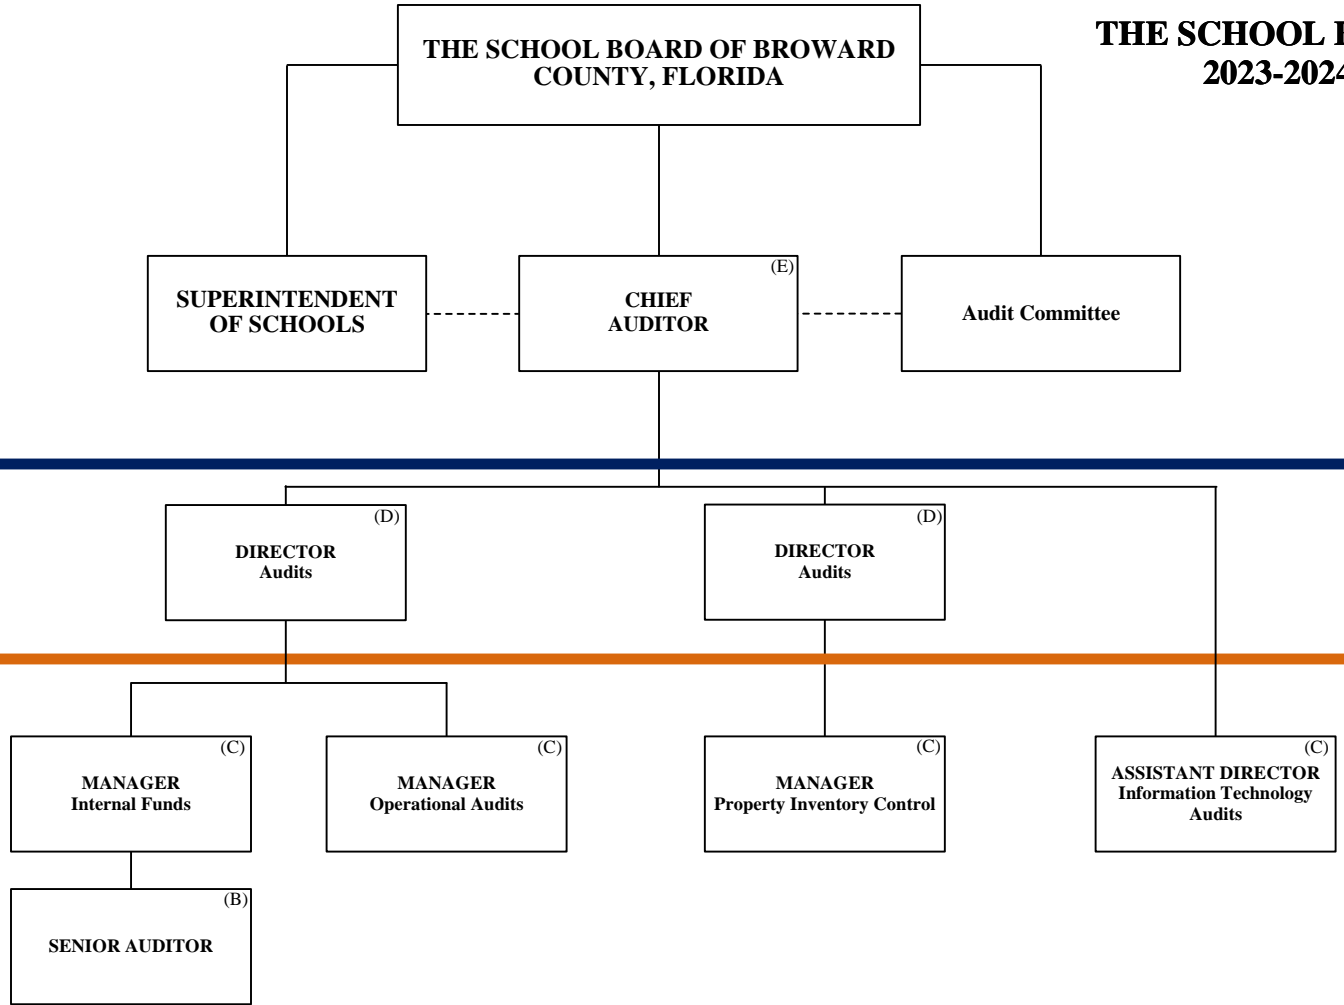 THE SCHOOL BOARD OF BROWARD
COUNTY, FLORIDA
THE SCHOOL
2023-2024
SUPERINTENDENT
OF SCHOOLS
(E)
CHIEF
AUDITOR
Audit Committee
(D)
DIRECTOR
Audits
(D)
DIRECTOR
Audits
(C)
MANAGER
Internal Funds
(C)
MANAGER
Operational Audits
(C)
MANAGER
Property Inventory Control
(C)
ASSISTANT DIRECTOR
Information Technology
Audits
(B)
SENIOR AUDITOR